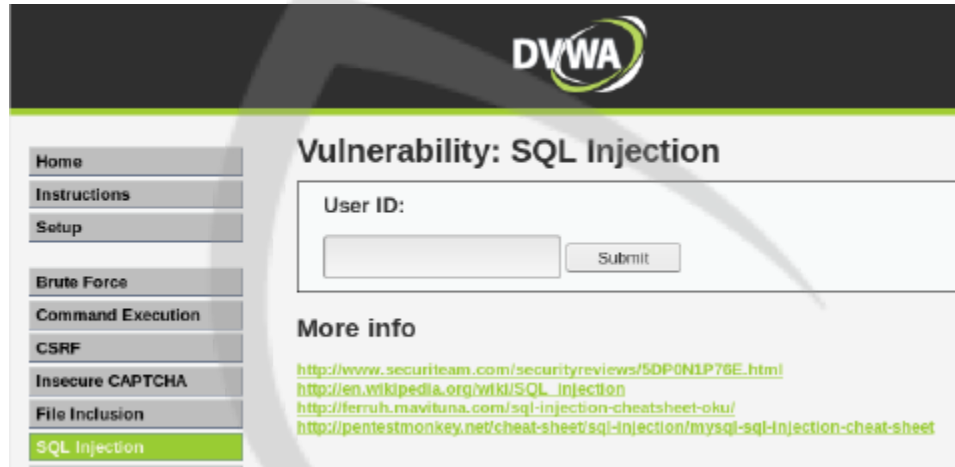 DVWA
Home
Instructions
Setup
Brute Force
Command Execution
CSRF
Insecure CAPTCHA
File Inclusion
SQL Injection
Vulnerability: SQL Injection
User ID:
Submit
More info
http://www.securiteam.com/securityreviews/5DP0N1P76E.html
http://en.wikipedia.org/wiki/SQL_injection
http://ferruh.mavituna.com/sql-injection-cheatsheet-oku/
http://pentestmonkey.net/cheat-sheet/sql-injection/mysql-sql-injection-cheat-sheet